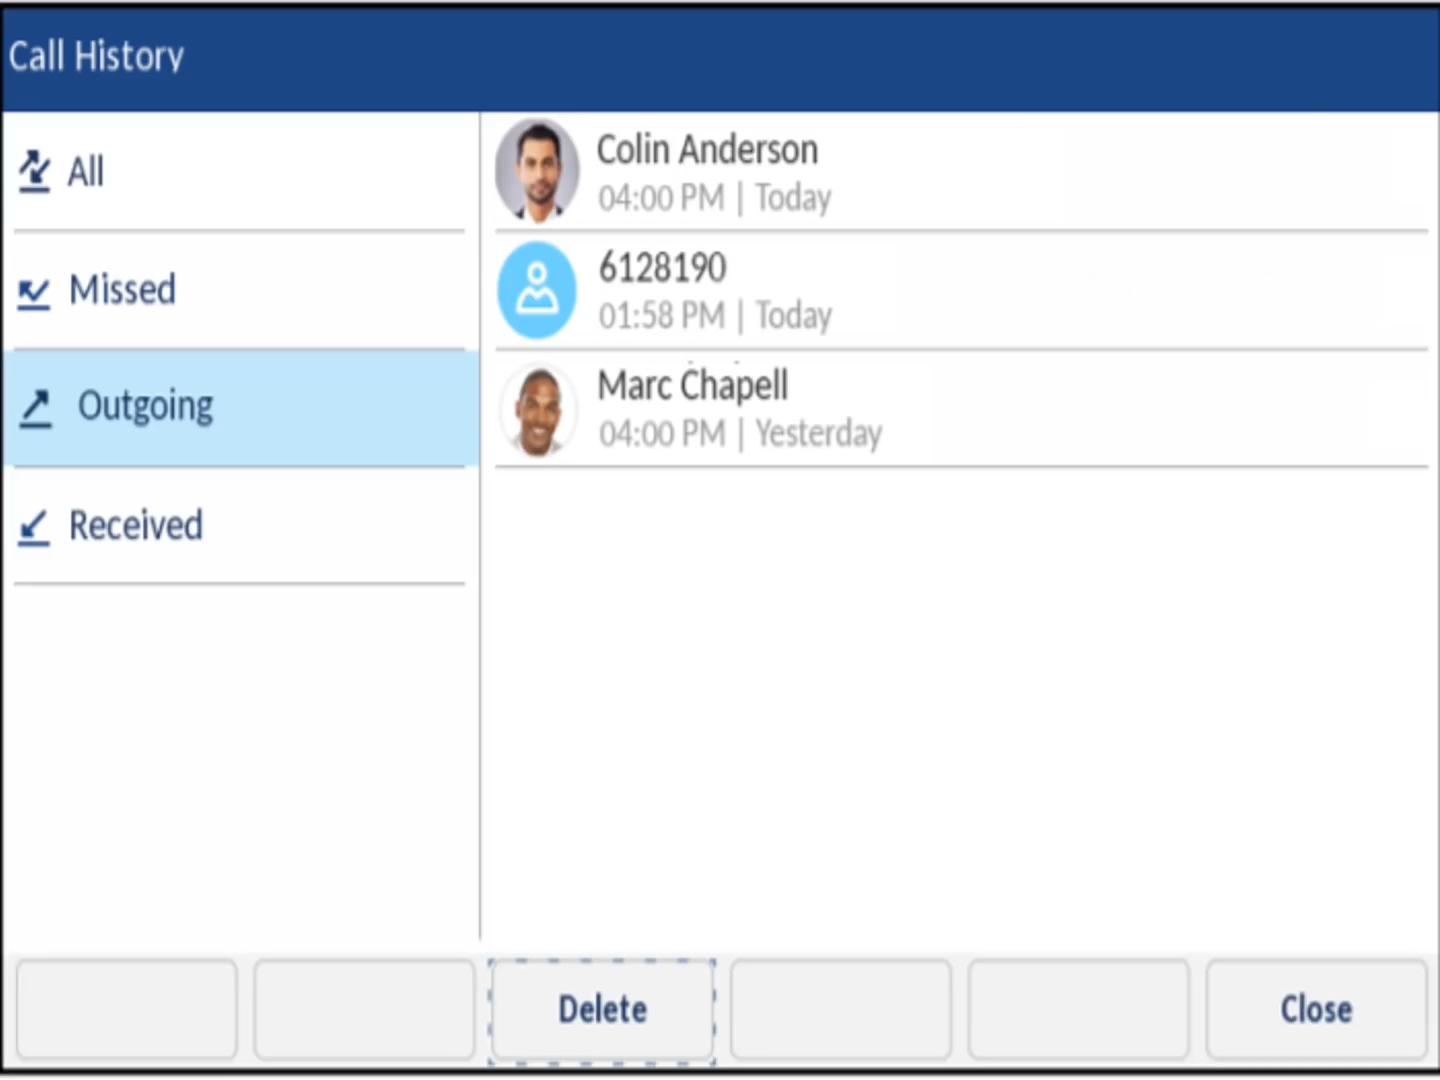 Call History
All
Missed
Outgoing
Received
Colin Anderson
04:00 PM | Today
6128190
01:58 PM | Today
Marc Chapell
04:00 PM | Yesterday
Delete
Close